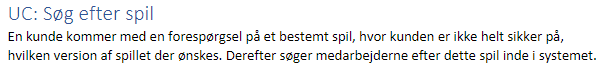 UC: Søg efter spil
En kunde kommer med en forespørgsel på et bestemt spil, hvor kunden er ikke helt sikker på,
hvilken version af spillet der ønskes. Derefter søger medarbejderne efter dette spil inde i systemet.